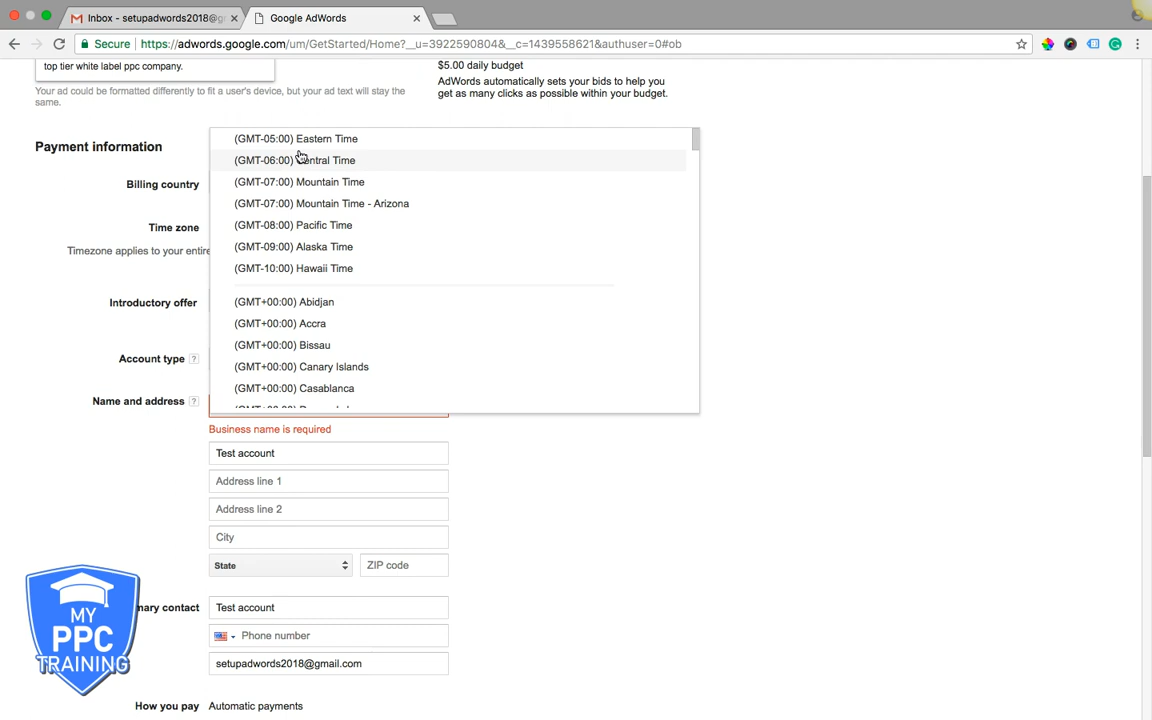 Inbox - setupadwords2018@g
Google AdWords
Secure
https://adwords.google.com/um/GetStarted/Home?__u=3922590804&__c=1439558621&authuser=0#ob
top tier white label ppc company.
$5.00 daily budget
Your ad could be formatted differently to fit a user's device, but your ad text will stay the
same.
AdWords automatically sets your bids to help you
get as many clicks as possible within your budget.
Payment information
(GMT-05:00) Eastern Time
(GMT-06:00) Central Time
(GMT-07:00) Mountain Time
(GMT-07:00) Mountain Time - Arizona
(GMT-08:00) Pacific Time
(GMT-09:00) Alaska Time
(GMT-10:00) Hawaii Time
(GMT+00:00) Abidjan
(GMT+00:00) Accra
(GMT+00:00) Bissau
(GMT+00:00) Canary Islands
(GMT+00:00) Casablanca
Billing country
Time zone
Timezone applies to your entire
Introductory offer
Account type ?
Name and address ?
Business name is required
Test account
Address line 1
Address line 2
City
State
ZIP code
mary contact
Test account
Phone number
setupadwords2018@gmail.com
How you pay
Automatic payments
MY
PPC
TRAINING